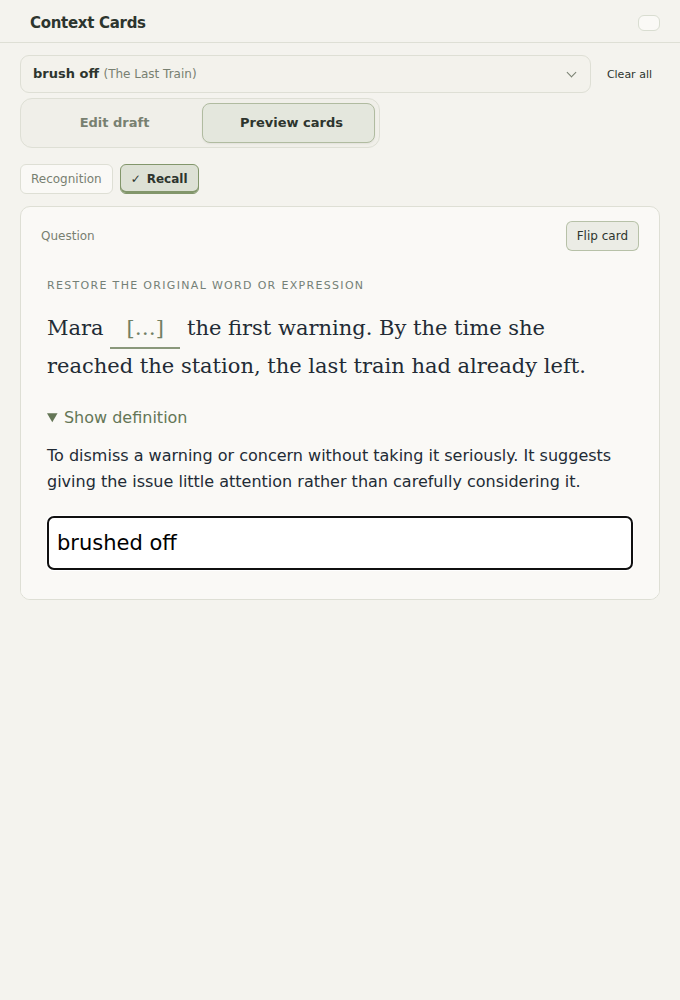 Context Cards
brush off (The Last Train)
Clear all
Edit draft
Preview cards
Recognition
✓ Recall
Question
Flip card
RESTORE THE ORIGINAL WORD OR EXPRESSION
Mara [...] the first warning. By the time she
reached the station, the last train had already left.
▼ Show definition
To dismiss a warning or concern without taking it seriously. It suggests
giving the issue little attention rather than carefully considering it.
brushed off